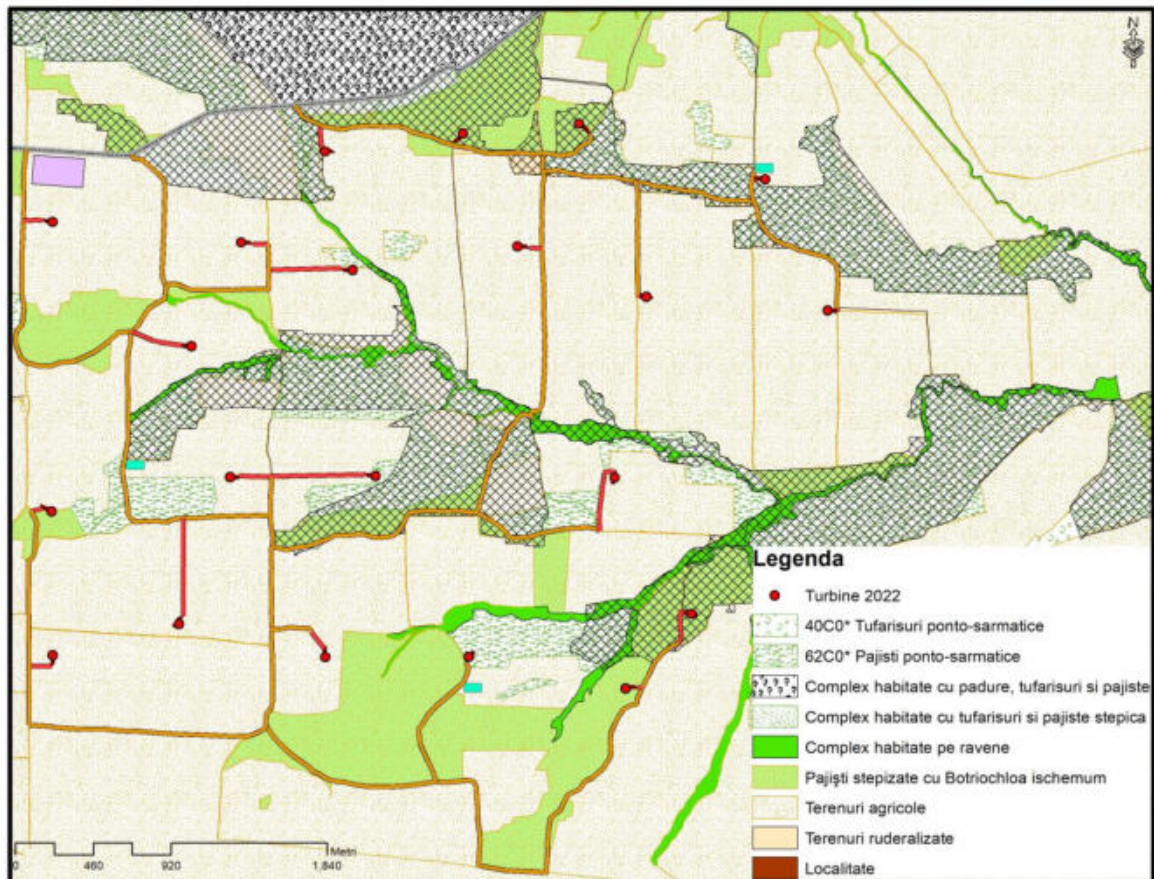 N
Legenda
Turbine 2022
40C0* Tufarisuri ponto-sarmatice
62C0* Pajisti ponto-sarmatice
Complex habitate cu padure, tufarisuri si pajiste
Complex habitate cu tufarisuri si pajiste stepica
Complex habitate pe ravene
Pajişti stepizate cu Botriochloa ischemum
Terenuri agricole
Terenuri ruderalizate
Localitate
Metri
0 460 920 1.840